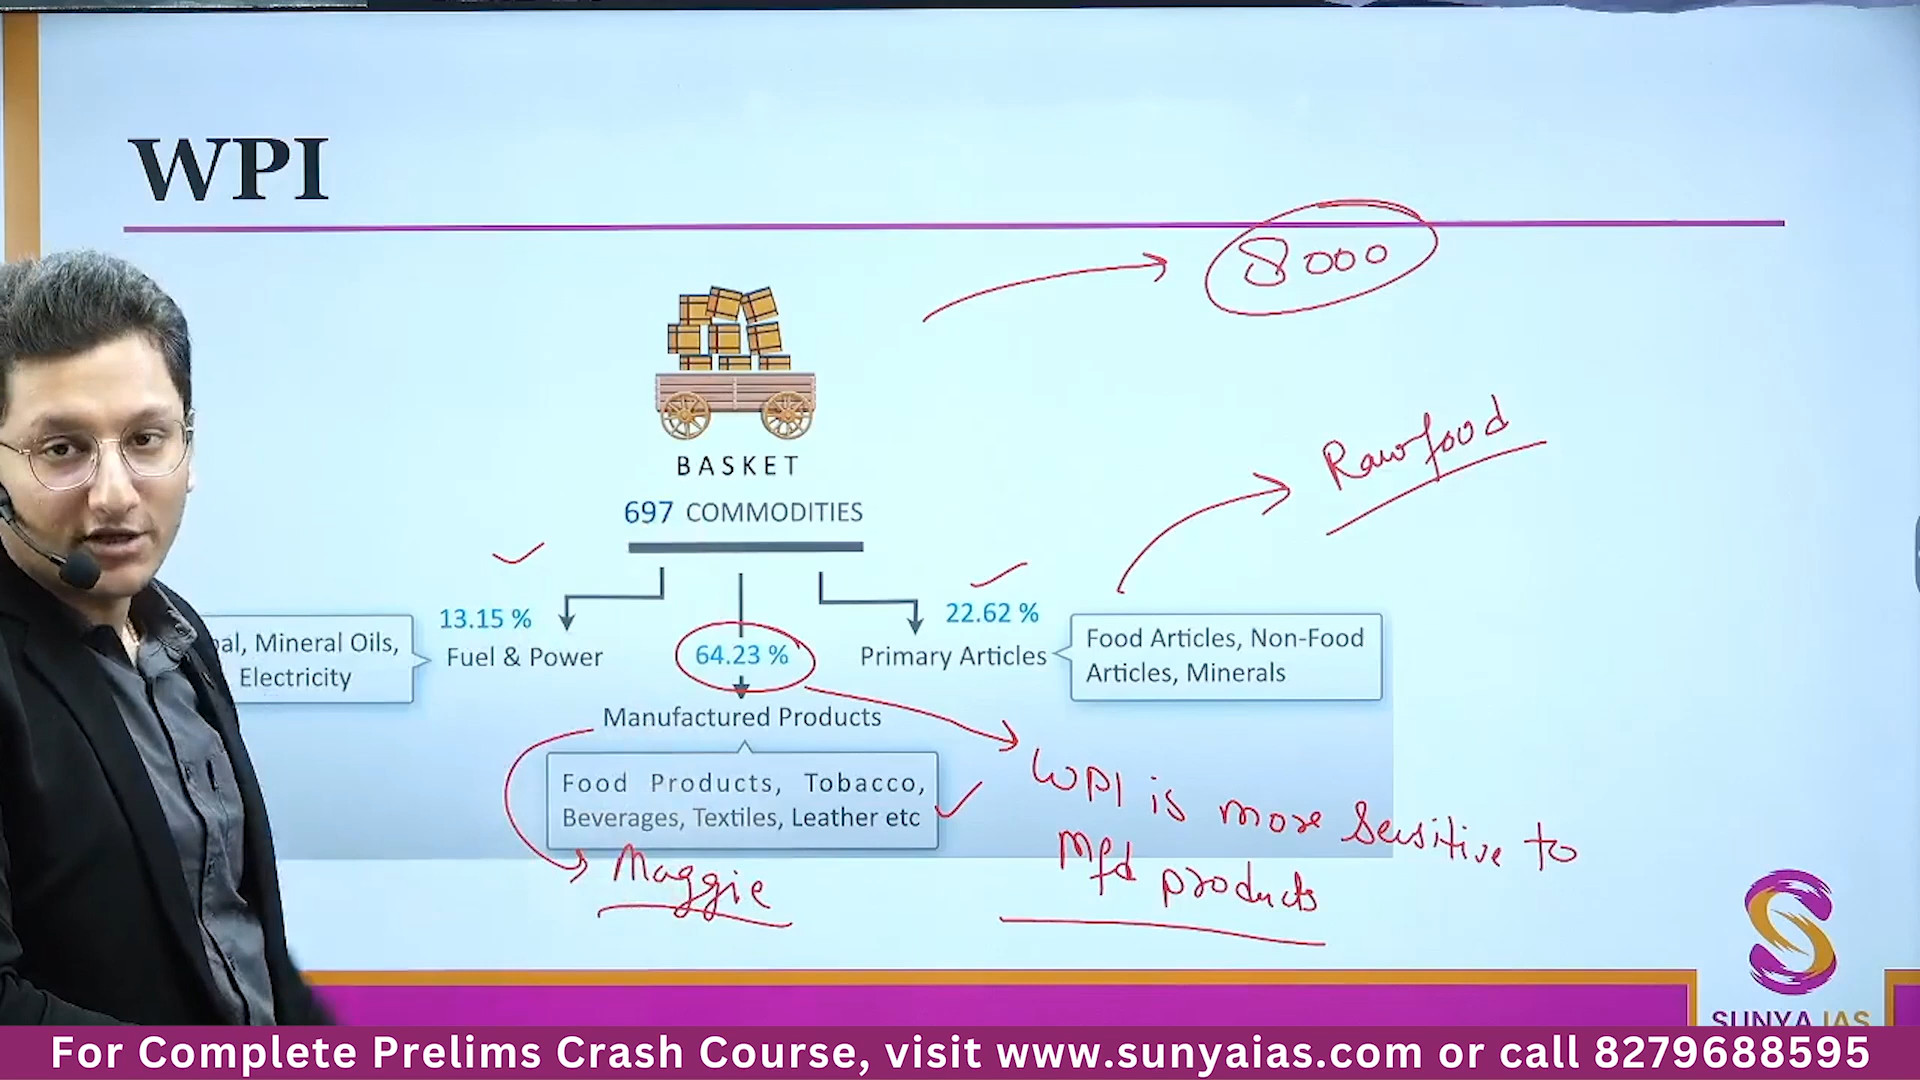 WPI
8000
BASKET
697 COMMODITIES
Raw food
13.15 %
Fuel & Power
al, Mineral Oils,
Electricity
64.23 %
Manufactured Products
Food Products, Tobacco,
Beverages, Textiles, Leather etc
Maggie
22.62 %
Primary Articles
Food Articles, Non-Food
Articles, Minerals
WPI is more sensitive to
Mfd products
SUNYA IAS
For Complete Prelims Crash Course, visit www.sunyaias.com or call 8279688595